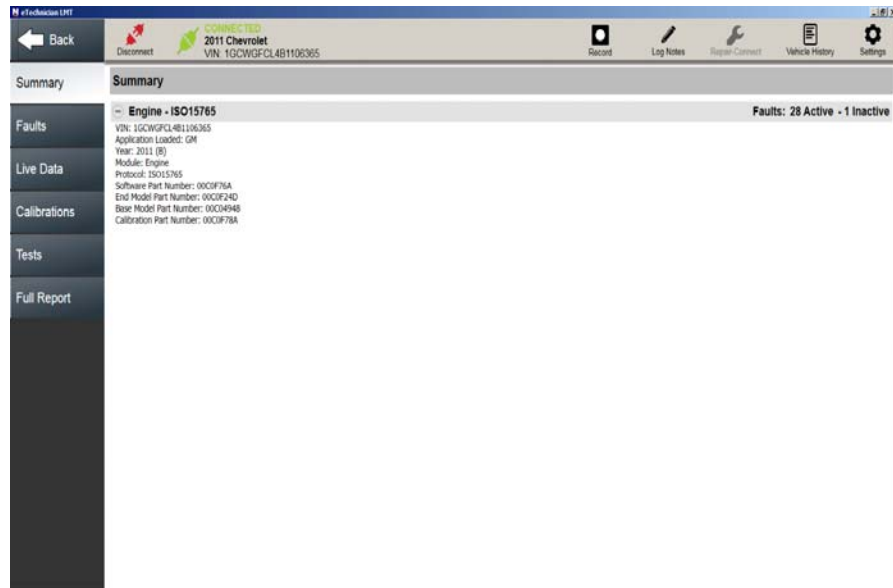 eTechnician LMT
Back
Disconnect
CONNECTED
2011 Chevrolet
VIN: 1GCWGFCL4B1106365
Record
Log Notes
Repair-Connect
Vehicle History
Settings
Summary
Faults
Live Data
Calibrations
Tests
Full Report
Summary
Engine - ISO15765 Faults: 28 Active - 1 Inactive
VIN: 1GCWGFCL4B1106365
Application Loaded: GM
Year: 2011 (B)
Module: Engine
Protocol: ISO15765
Software Part Number: 00C0F76A
End Model Part Number: 00C0F24D
Base Model Part Number: 00C0494B
Calibration Part Number: 00C0F78A